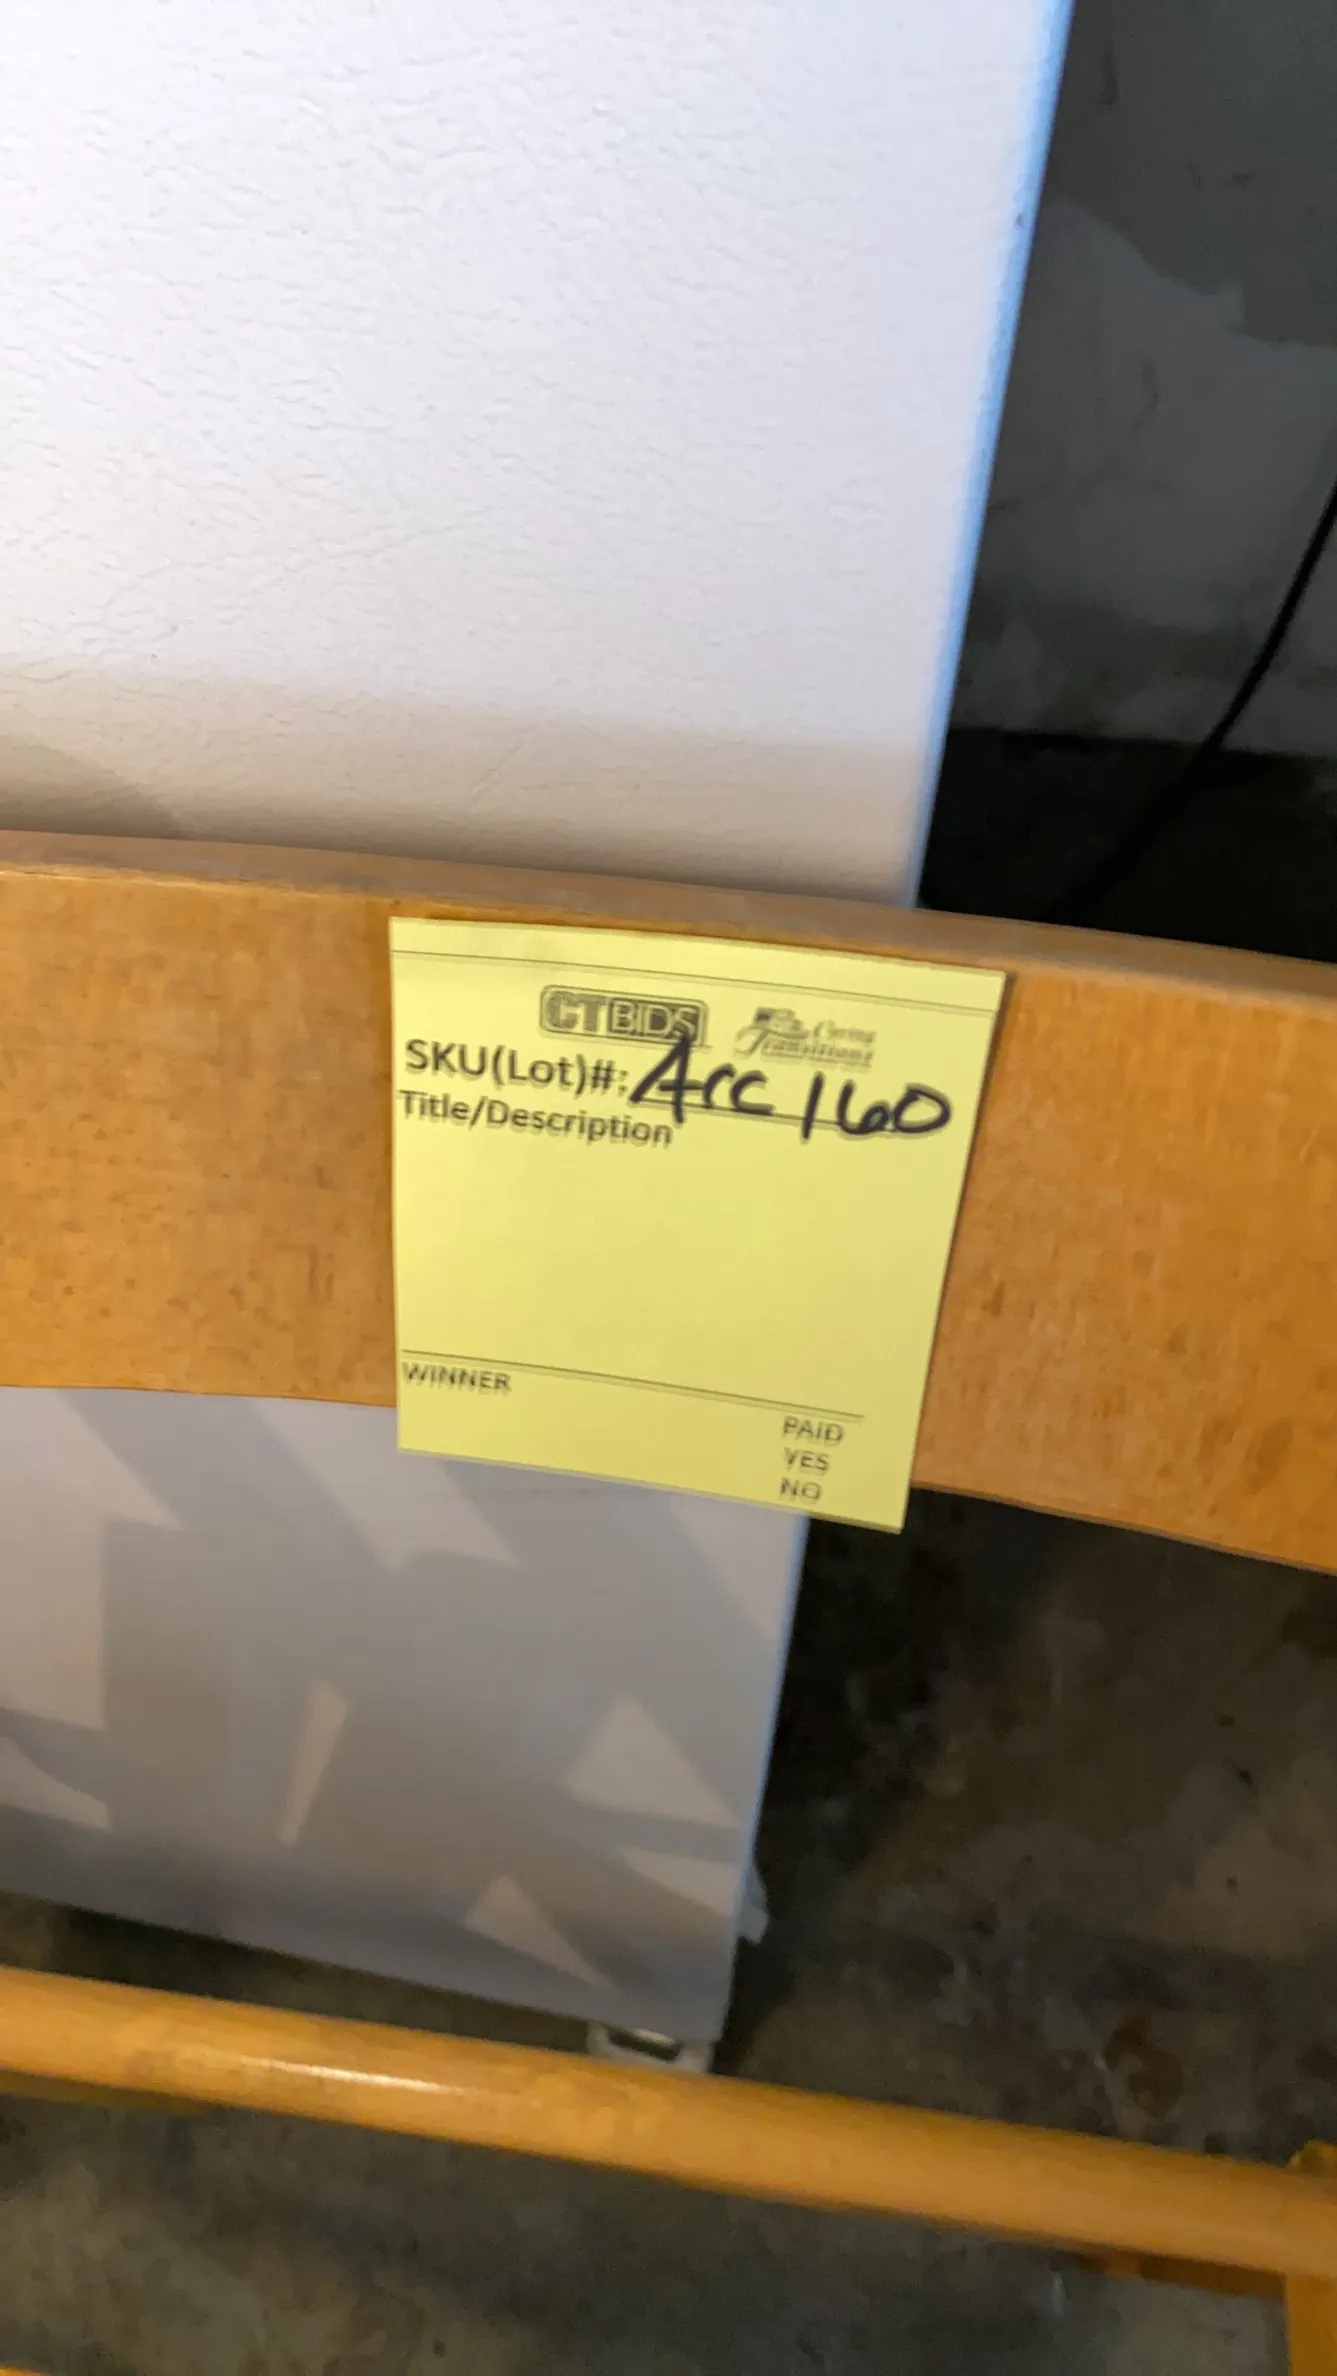 CTBIDS Caring Transitions
SKU(Lot)#: Arc 160
Title/Description
WINNER
PAID
YES
NO